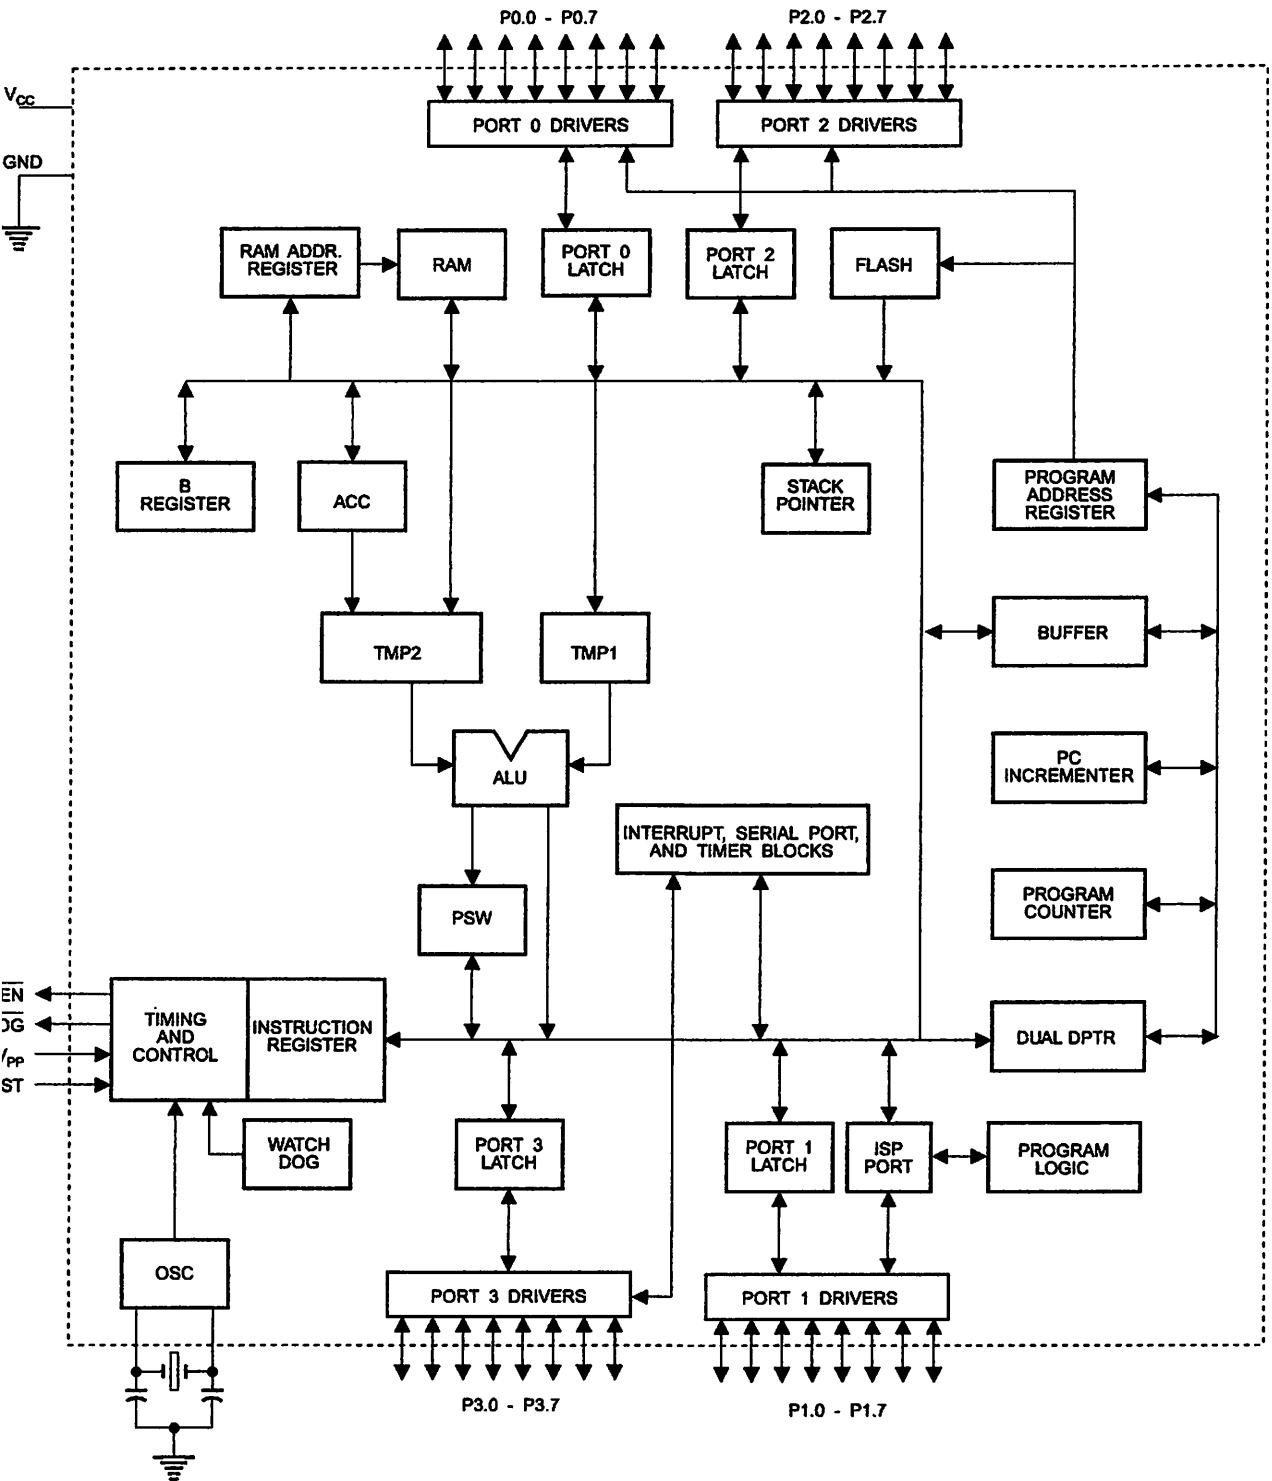 P0.0 - P0.7
P2.0 - P2.7
VCC
GND
PORT 0 DRIVERS
PORT 2 DRIVERS
RAM ADDR.
REGISTER
RAM
PORT 0
LATCH
PORT 2
LATCH
FLASH
B
REGISTER
ACC
STACK
POINTER
PROGRAM
ADDRESS
REGISTER
BUFFER
TMP2
TMP1
ALU
PC
INCREMENTER
INTERRUPT, SERIAL PORT,
AND TIMER BLOCKS
PSW
PROGRAM
COUNTER
EN
TIMING
AND
CONTROL
INSTRUCTION
REGISTER
DUAL DPTR
VPP
ST
WATCH
DOG
PORT 3
LATCH
PORT 1
LATCH
ISP
PORT
PROGRAM
LOGIC
OSC
PORT 3 DRIVERS
PORT 1 DRIVERS
P3.0 - P3.7
P1.0 - P1.7